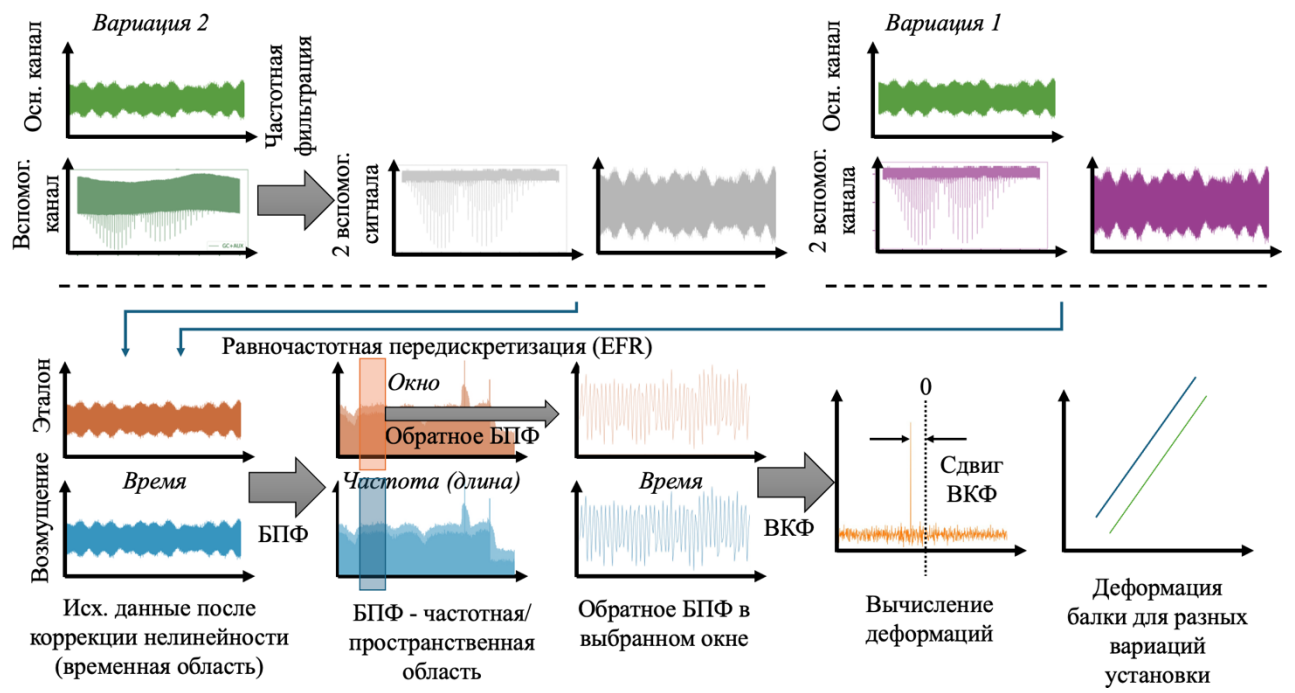 Вариация 2
Осн. канал
Вспомог.
канал
GC+AUX
Частотная
фильтрация
2 вспомог.
сигнала
Вариация 1
Осн. канал
2 вспомог.
канала
Равночастотная передискретизация (EFR)
Эталон
Возмущение
Время
БПФ
Окно
Обратное БПФ
Частота (длина)
Время
ВКФ
0
Сдвиг
ВКФ
Исх. данные после
коррекции нелинейности
(временная область)
БПФ - частотная/
пространственная
область
Обратное БПФ в
выбранном окне
Вычисление
деформаций
Деформация
балки для разных
вариаций
установки